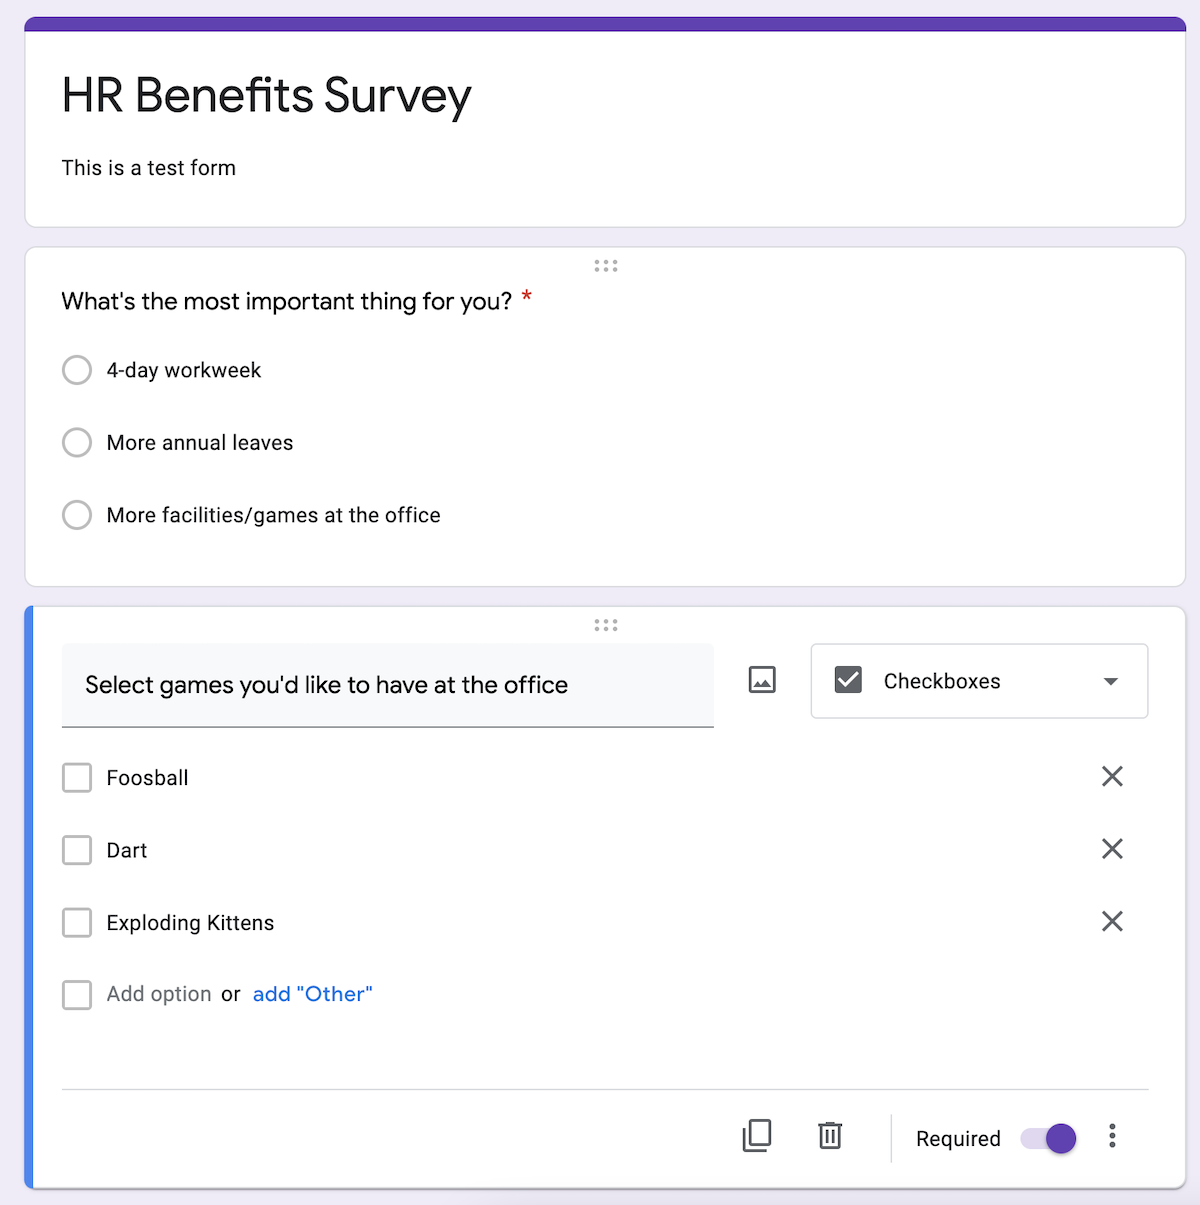 HR Benefits Survey
This is a test form
What's the most important thing for you? *
4-day workweek
More annual leaves
More facilities/games at the office
Select games you'd like to have at the office
Checkboxes
Foosball
Dart
Exploding Kittens
Add option or add "Other"
Required